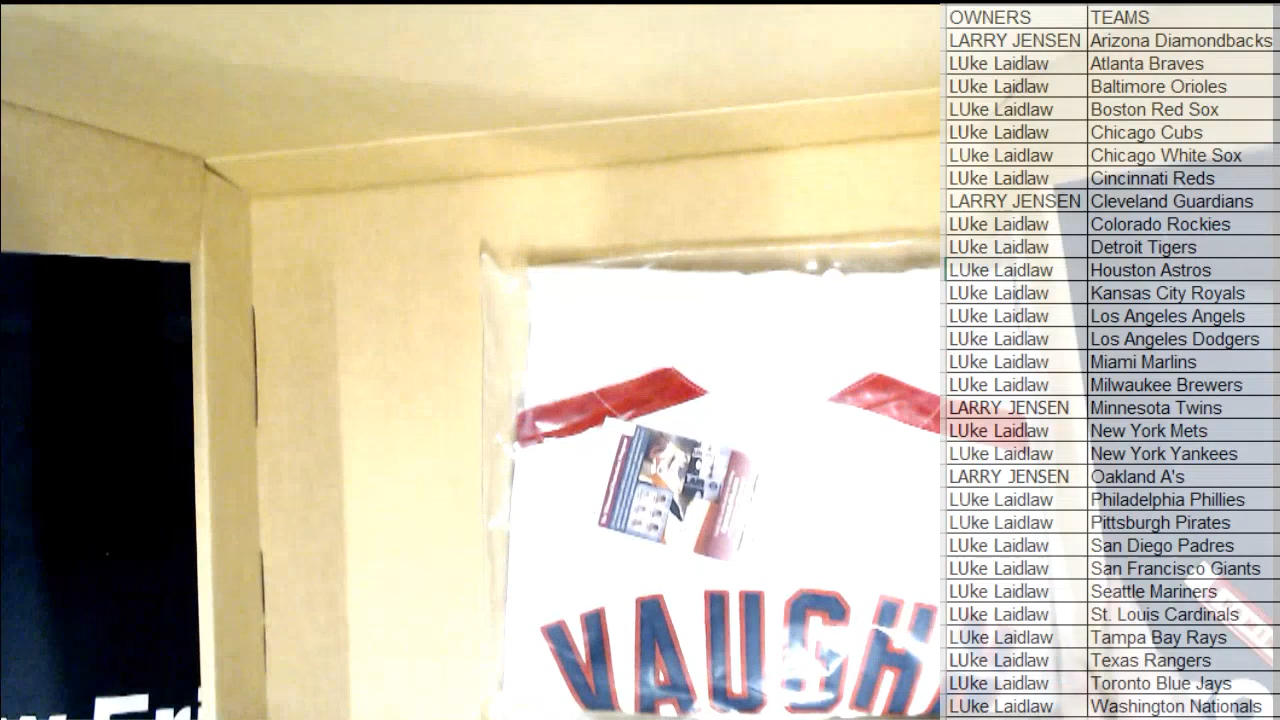 OWNERS TEAMS
LARRY JENSEN Arizona Diamondbacks
LUke Laidlaw Atlanta Braves
LUke Laidlaw Baltimore Orioles
LUke Laidlaw Boston Red Sox
LUke Laidlaw Chicago Cubs
LUke Laidlaw Chicago White Sox
LUke Laidlaw Cincinnati Reds
LARRY JENSEN Cleveland Guardians
LUke Laidlaw Colorado Rockies
LUke Laidlaw Detroit Tigers
LUke Laidlaw Houston Astros
LUke Laidlaw Kansas City Royals
LUke Laidlaw Los Angeles Angels
LUke Laidlaw Los Angeles Dodgers
LUke Laidlaw Miami Marlins
LUke Laidlaw Milwaukee Brewers
LARRY JENSEN Minnesota Twins
LUke Laidlaw New York Mets
LUke Laidlaw New York Yankees
LARRY JENSEN Oakland A's
LUke Laidlaw Philadelphia Phillies
LUke Laidlaw Pittsburgh Pirates
LUke Laidlaw San Diego Padres
LUke Laidlaw San Francisco Giants
LUke Laidlaw Seattle Mariners
LUke Laidlaw St. Louis Cardinals
LUke Laidlaw Tampa Bay Rays
LUke Laidlaw Texas Rangers
LUke Laidlaw Toronto Blue Jays
LUke Laidlaw Washington Nationals
VAUGH